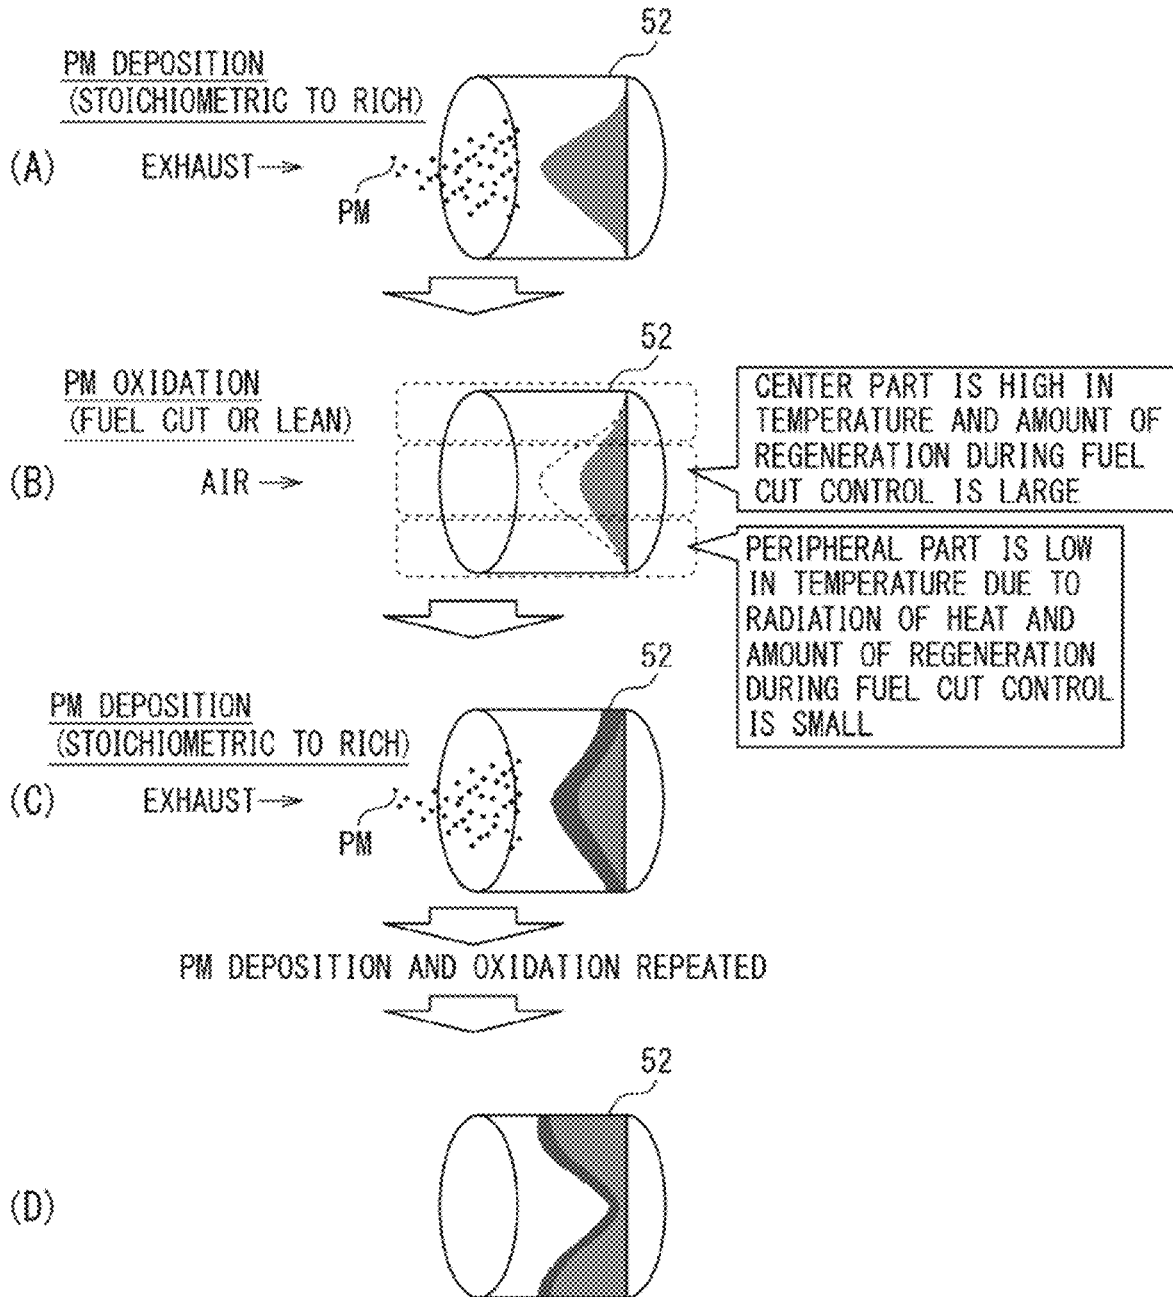 52
PM DEPOSITION
(STOICHIOMETRIC TO RICH)
(A)
EXHAUST
PM
52
PM OXIDATION
(FUEL CUT OR LEAN)
(B)
AIR
CENTER PART IS HIGH IN
TEMPERATURE AND AMOUNT OF
REGENERATION DURING FUEL
CUT CONTROL IS LARGE
PERIPHERAL PART IS LOW
IN TEMPERATURE DUE TO
RADIATION OF HEAT AND
AMOUNT OF REGENERATION
DURING FUEL CUT CONTROL
IS SMALL
52
PM DEPOSITION
(STOICHIOMETRIC TO RICH)
(C)
EXHAUST
PM
PM DEPOSITION AND OXIDATION REPEATED
52
(D)